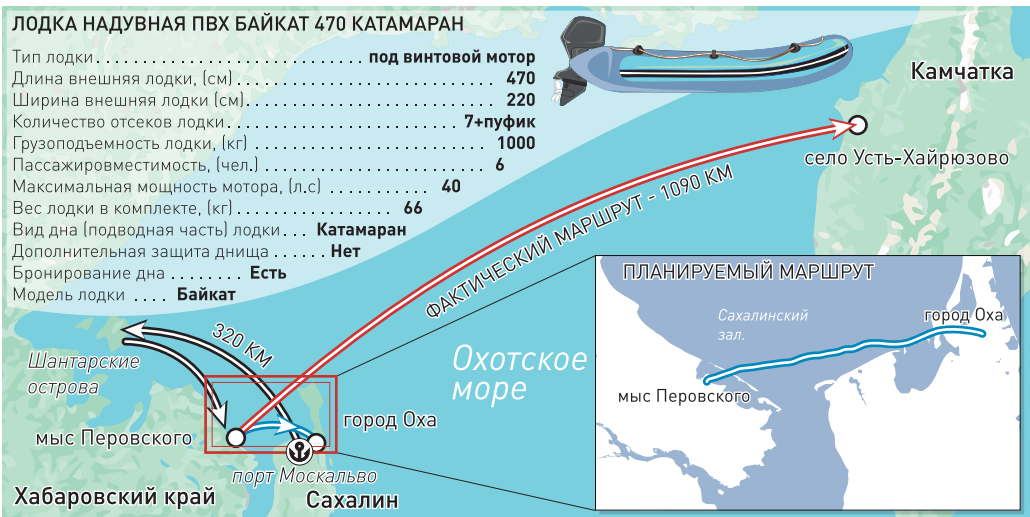 ЛОДКА НАДУВНАЯ ПВХ БАЙКАТ 470 КАТАМАРАН
Тип лодки. . . . . . . . . . . . . . . . . . . . . . . . . . . . . под винтовой мотор
Длина внешняя лодки, (см) . . . . . . . . . . . . . . . . . . . . . . . . . . . 470
Ширина внешняя лодки (см). . . . . . . . . . . . . . . . . . . . . . . . . . 220
Количество отсеков лодки. . . . . . . . . . . . . . . . . . . . . . . . 7+пуфик
Грузоподъемность лодки, (кг) . . . . . . . . . . . . . . . . . . . . . . . . 1000
Пассажировместимость, (чел.) . . . . . . . . . . . . . . . . . . . . . . . . 6
Максимальная мощность мотора, (л.с) . . . . . . . . . . . 40
Вес лодки в комплекте, (кг). . . . . . . . . . . . . . . . . . 66
Вид дна (подводная часть) лодки. . . Катамаран
Дополнительная защита днища . . . . . . Нет
Бронирование дна . . . . . . . . Есть
Модель лодки . . . . Байкат
Камчатка
село Усть-Хайрюзово
ФАКТИЧЕСКИЙ МАРШРУТ - 1090 КМ
320 КМ
Шантарские
острова
Охотское
море
мыс Перовского
город Оха
порт Москальво
Хабаровский край
Сахалин
ПЛАНИРУЕМЫЙ МАРШРУТ
Сахалинский
зал.
город Оха
мыс Перовского